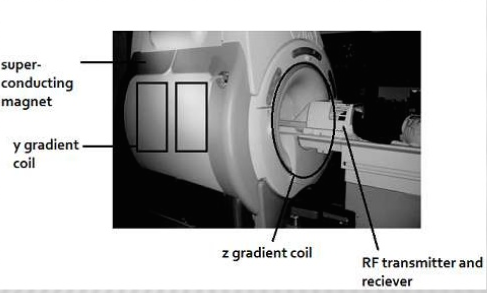 super-
conducting
magnet
y gradient
coil
z gradient coil
RF transmitter and
reciever